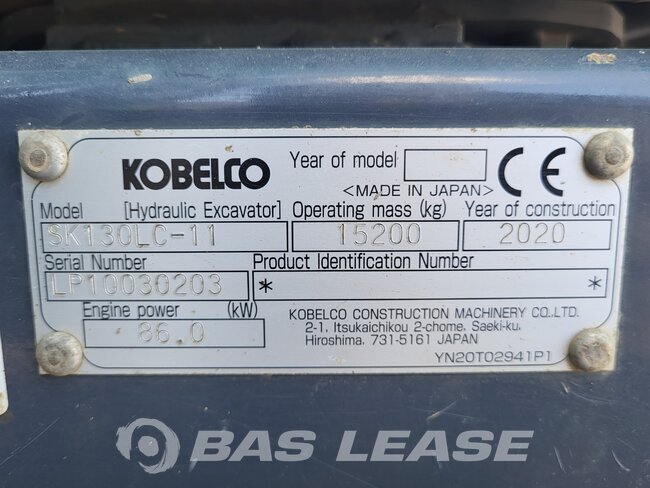 KOBELCO
Year of model
<MADE IN JAPAN>
CE
Model [Hydraulic Excavator] Operating mass (kg) Year of construction
SK130LC-11 15200 2020
Serial Number Product Identification Number
LP10030203 * *
Engine power (kW)
86.0
KOBELCO CONSTRUCTION MACHINERY CO.,LTD.
2-1, Itsukaichikou 2-chome, Saeki-ku,
Hiroshima, 731-5161 JAPAN
YN20T02941P1
BAS LEASE